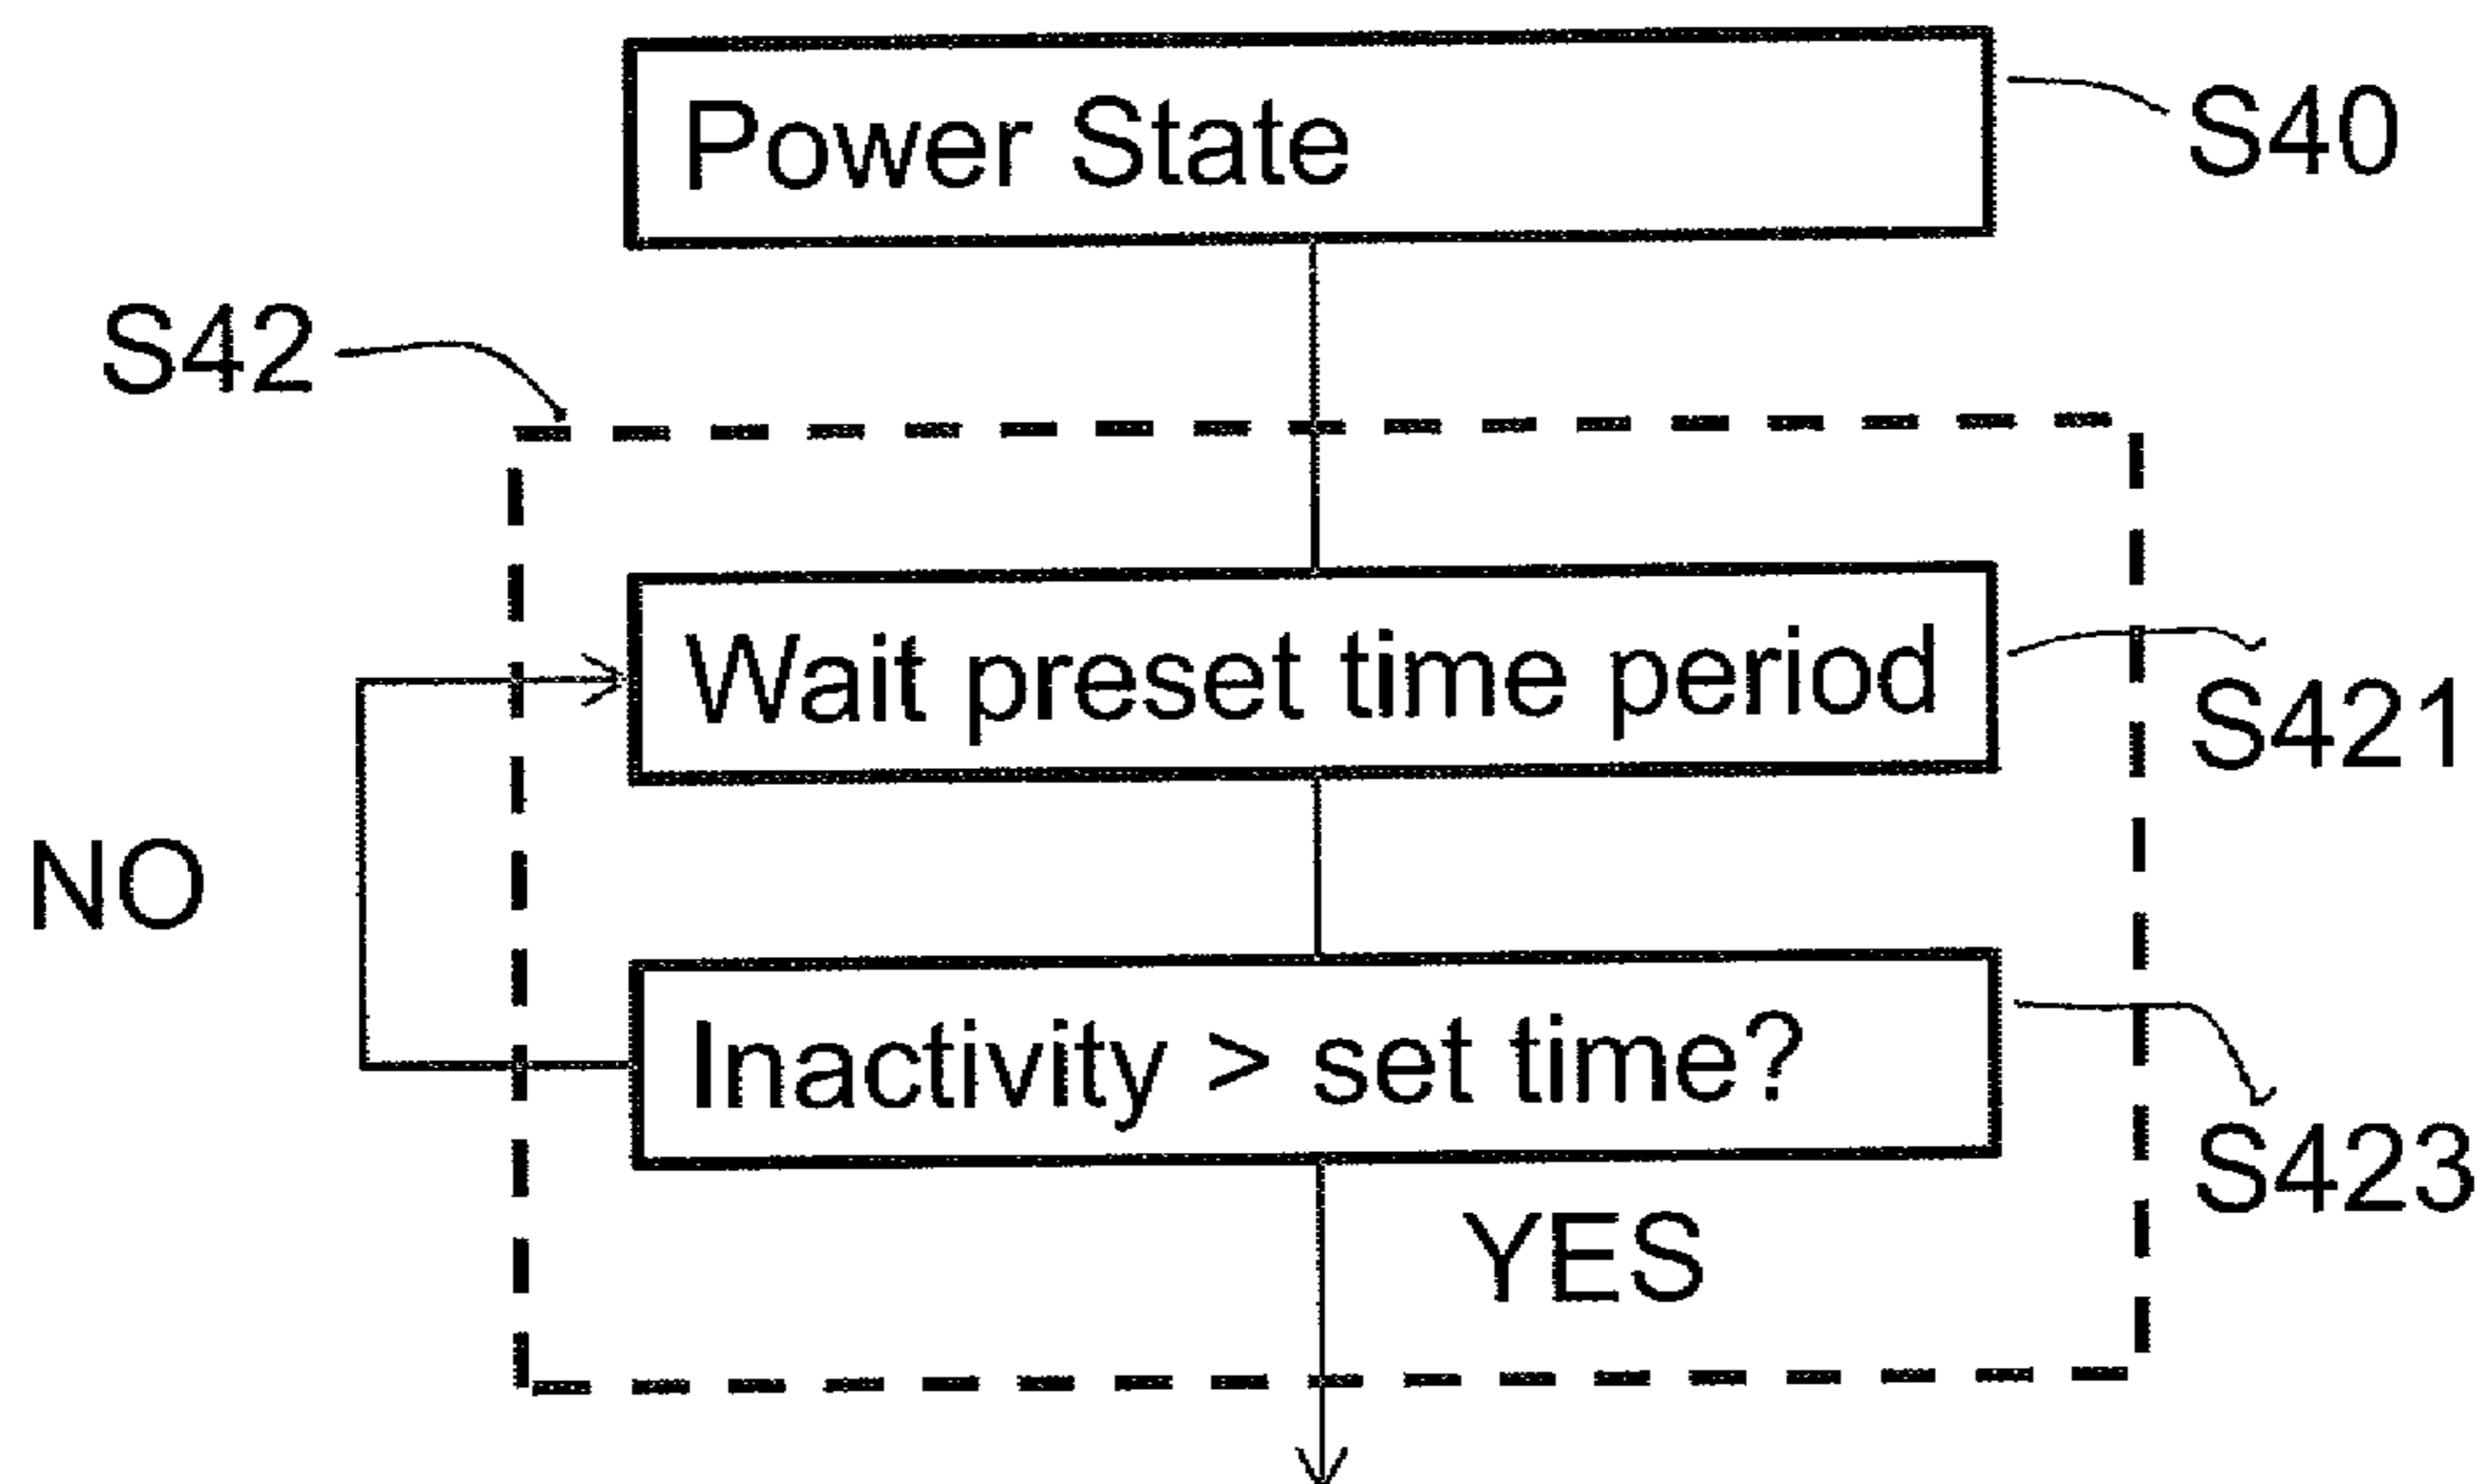 Power State
S40
S42
Wait preset time period
S421
NO
Inactivity > set time?
S423
YES